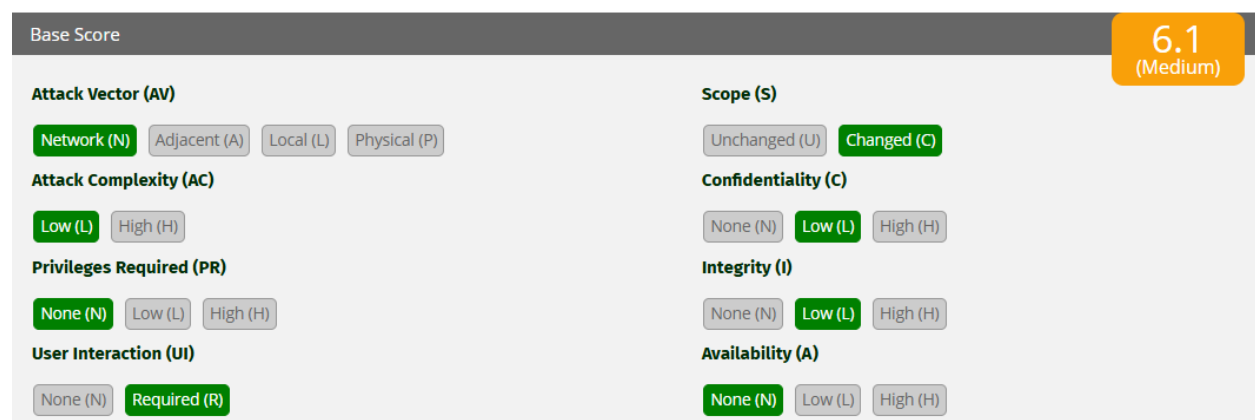 Base Score
6.1
(Medium)
Attack Vector (AV)
Network (N) Adjacent (A) Local (L) Physical (P)
Attack Complexity (AC)
Low (L) High (H)
Privileges Required (PR)
None (N) Low (L) High (H)
User Interaction (UI)
None (N) Required (R)
Scope (S)
Unchanged (U) Changed (C)
Confidentiality (C)
None (N) Low (L) High (H)
Integrity (I)
None (N) Low (L) High (H)
Availability (A)
None (N) Low (L) High (H)